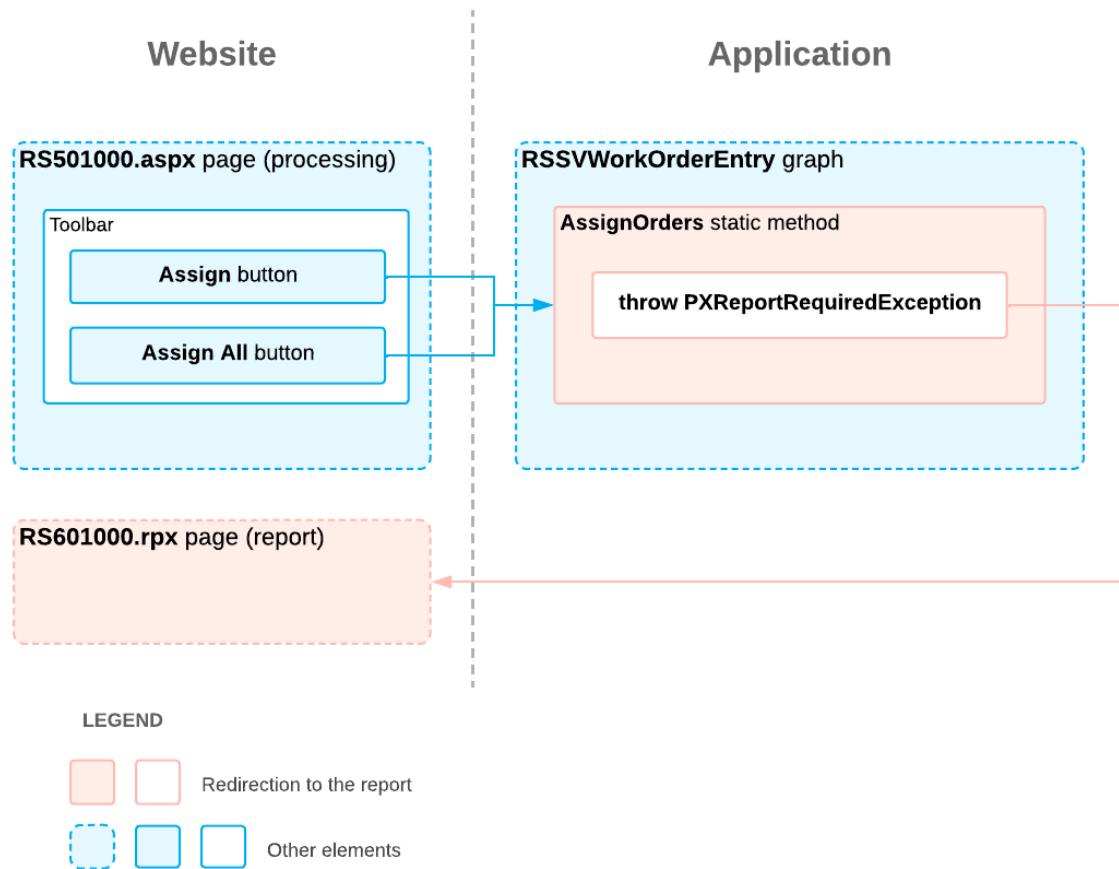 Website
Application
RS501000.aspx page (processing)
Toolbar
Assign button
Assign All button
RSSVWorkOrderEntry graph
AssignOrders static method
throw PXReportRequiredException
RS601000.rpx page (report)
LEGEND
Redirection to the report
Other elements